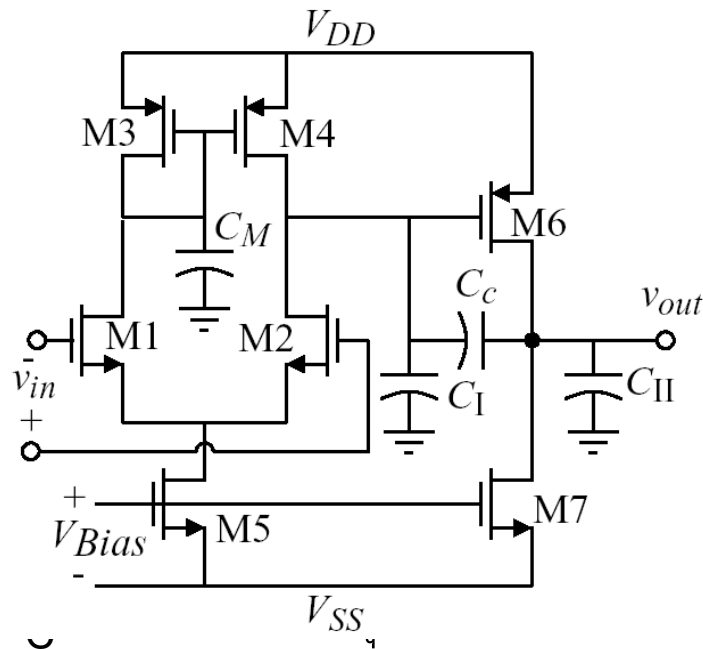 V_DD
M3
M4
C_M
M6
C_c
v_out
M1
M2
-
v_in
+
C_I
C_II
+
V_Bias
-
M5
M7
V_SS